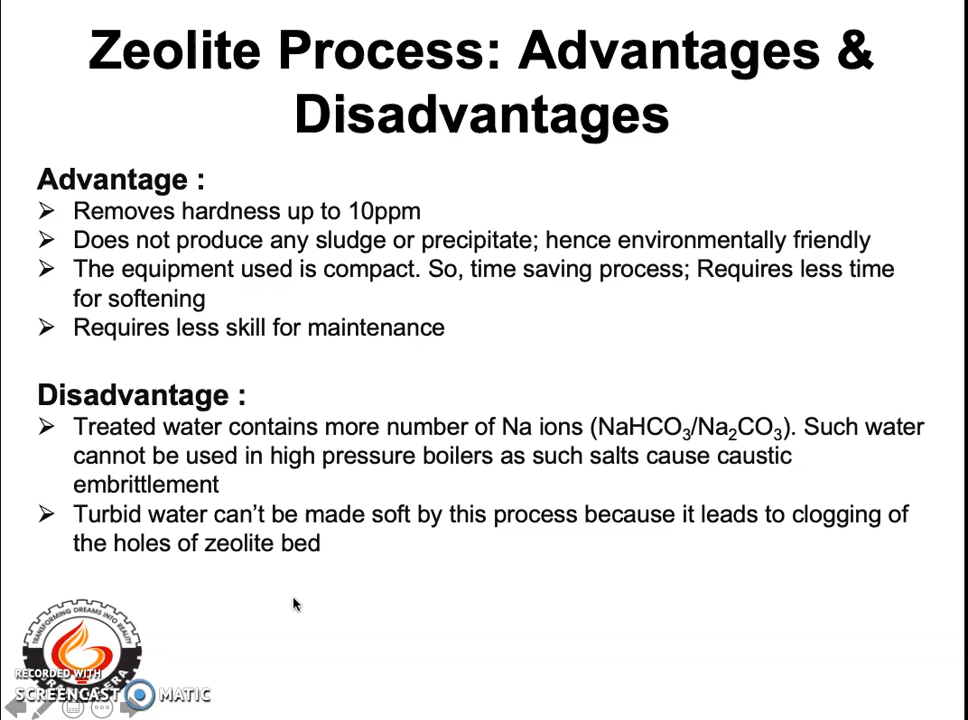 Zeolite Process: Advantages &
Disadvantages
Advantage :
➢ Removes hardness up to 10ppm
➢ Does not produce any sludge or precipitate; hence environmentally friendly
➢ The equipment used is compact. So, time saving process; Requires less time
for softening
➢ Requires less skill for maintenance
Disadvantage :
➢ Treated water contains more number of Na ions (NaHCO₃/Na₂CO₃). Such water
cannot be used in high pressure boilers as such salts cause caustic
embrittlement
➢ Turbid water can’t be made soft by this process because it leads to clogging of
the holes of zeolite bed
TRANSFORMING DREAMS INTO REALITY
RECORDED WITH
SCREENCAST MATIC